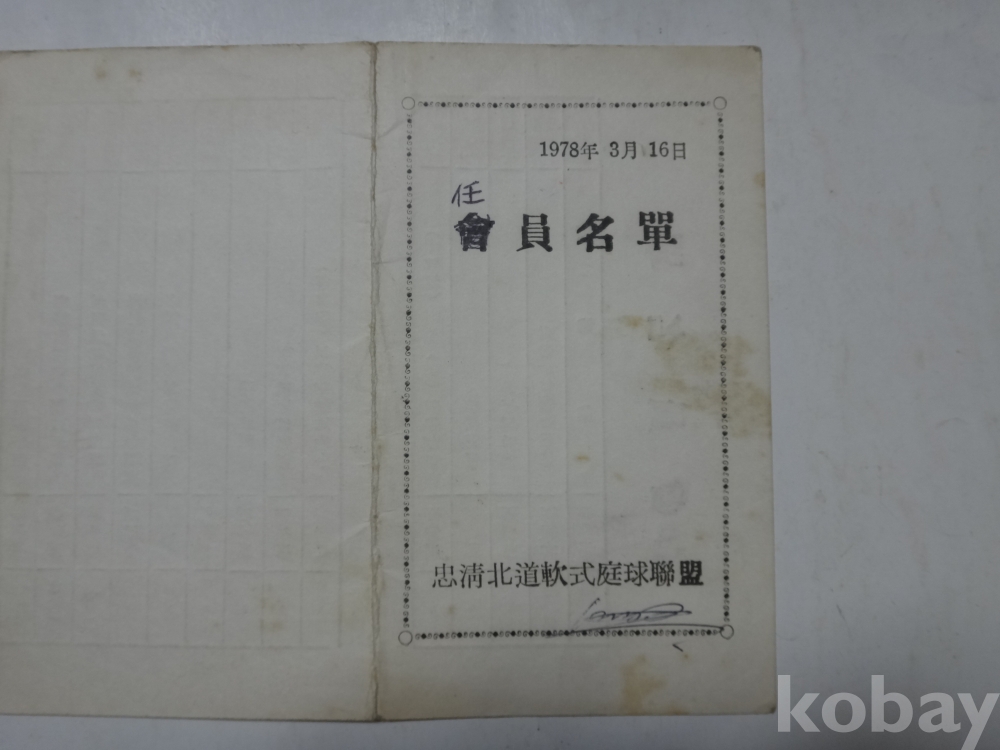 1978年 3月 16日
任
會員名單
忠淸北道軟式庭球聯盟
kobay